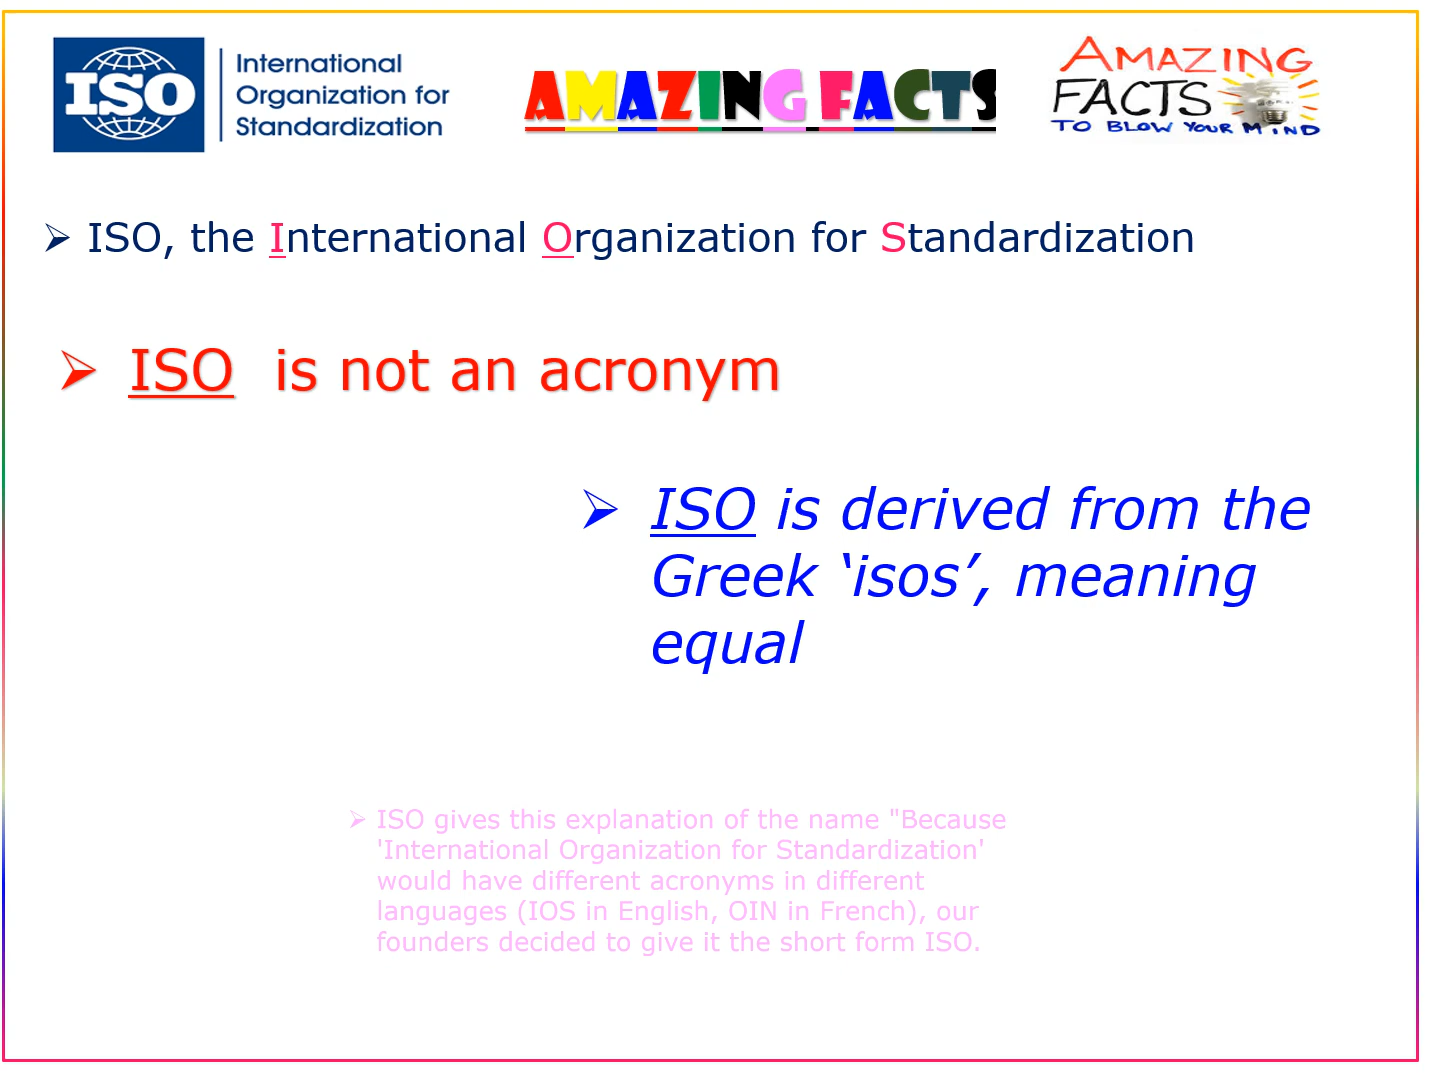 ISO
International
Organization for
Standardization
AMAZING FACTS
AMAZING
FACTS
TO BLOW YOUR MIND
➢ ISO, the International Organization for Standardization
➢ ISO is not an acronym
➢ ISO is derived from the
Greek ‘isos’, meaning
equal
➢ ISO gives this explanation of the name "Because
'International Organization for Standardization'
would have different acronyms in different
languages (IOS in English, OIN in French), our
founders decided to give it the short form ISO.